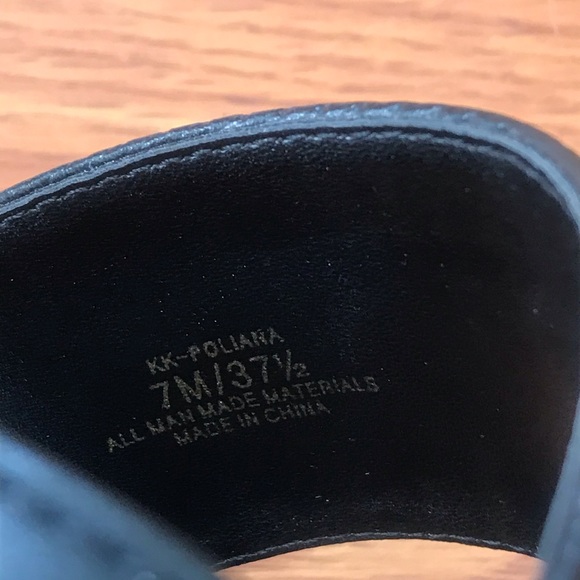 KK-POLIANA
7M/37½
ALL MAN MADE MATERIALS
MADE IN CHINA